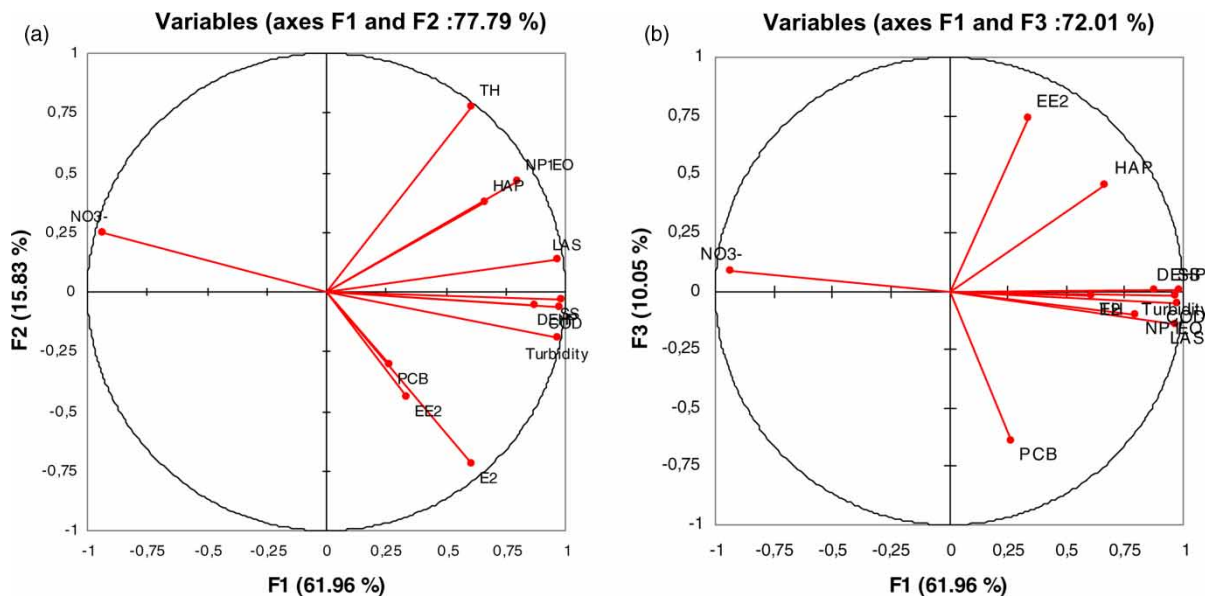 (a)
Variables (axes F1 and F2 :77.79 %)
1
0,75
0,5
0,25
0
-0,25
-0,5
-0,75
-1
F2 (15.83 %)
TH
NP1EO
HAP
NO3-
LAS
SS
DEHP
COD
Turbidity
PCB
EE2
E2
-1
-0,75
-0,5
-0,25
0
0,25
0,5
0,75
1
F1 (61.96 %)
(b)
Variables (axes F1 and F3 :72.01 %)
1
0,75
0,5
0,25
0
-0,25
-0,5
-0,75
-1
F3 (10.05 %)
EE2
HAP
NO3-
Turbidity
COD
NP1EO
LAS
PCB
-1
-0,75
-0,5
-0,25
0
0,25
0,5
0,75
1
F1 (61.96 %)